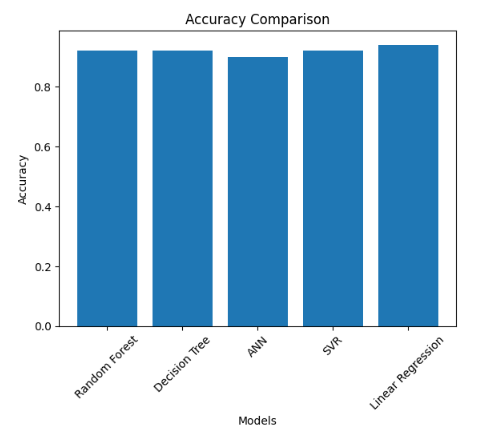 Accuracy Comparison
Accuracy
0.8
0.6
0.4
0.2
0.0
Random Forest
Decision Tree
ANN
SVR
Linear Regression
Models